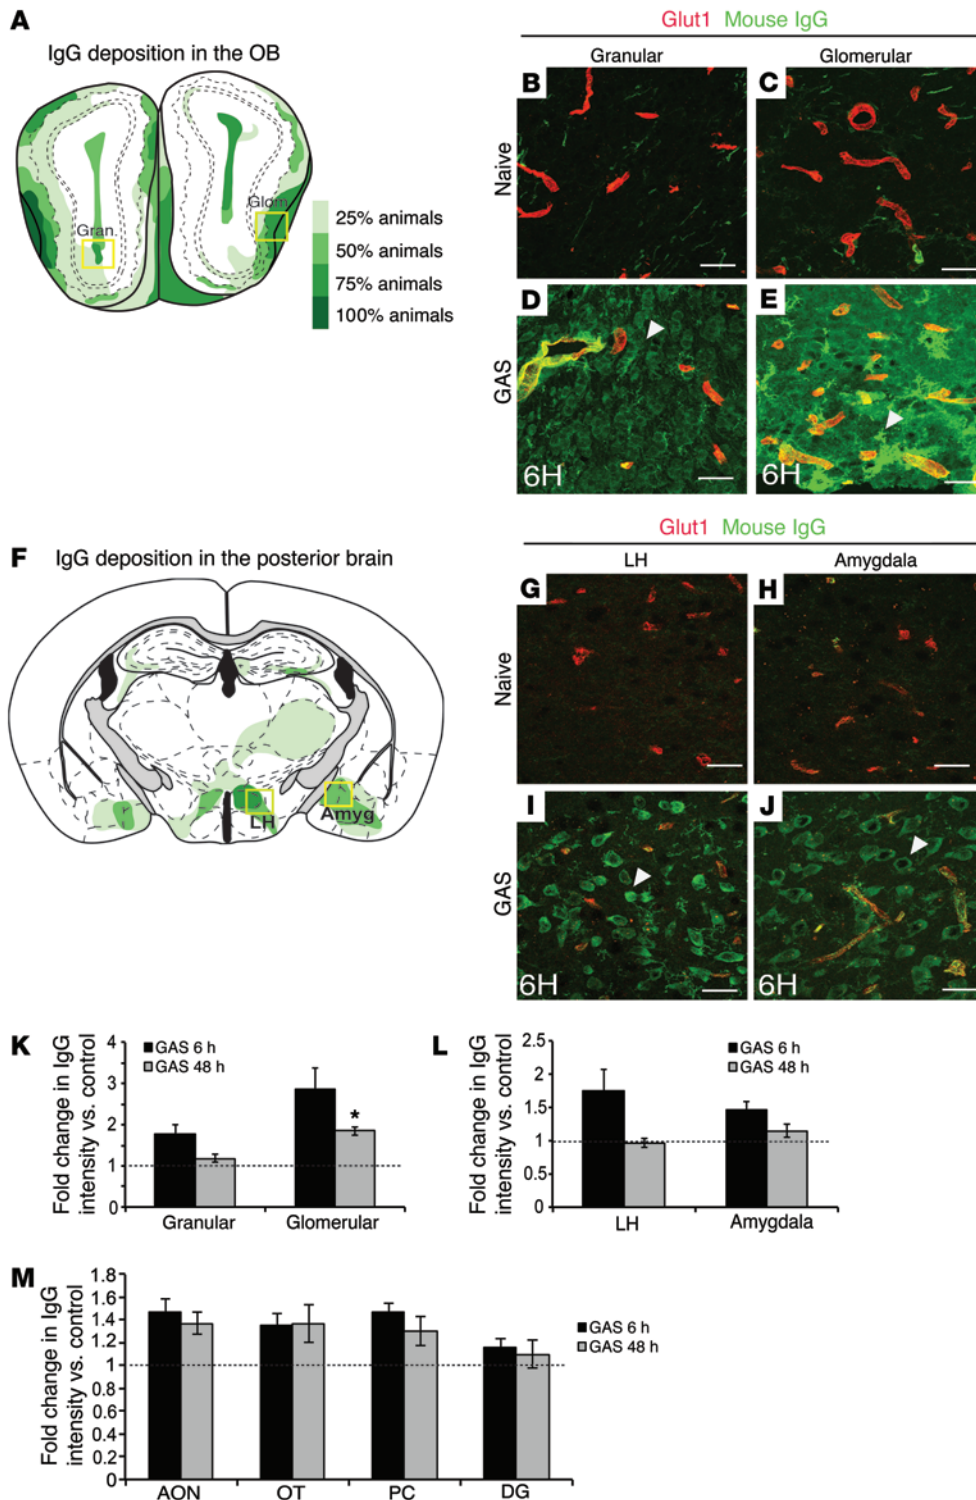 A
IgG deposition in the OB
Gran.
Glom.
25% animals
50% animals
75% animals
100% animals
Glut1 Mouse IgG
Granular
Glomerular
Naive
B
C
GAS
D
6H
E
6H
F
IgG deposition in the posterior brain
LH
Amyg
Glut1 Mouse IgG
LH
Amygdala
Naive
G
H
GAS
I
6H
J
6H
K
Fold change in IgG
intensity vs. control
4
3
2
1
0
GAS 6 h
GAS 48 h
*
Granular
Glomerular
L
Fold change in IgG
intensity vs. control
2.5
2
1.5
1
0.5
0
GAS 6 h
GAS 48 h
LH
Amygdala
M
Fold change in IgG
intensity vs. control
1.8
1.6
1.4
1.2
1
0.8
0.6
0.4
0.2
0
GAS 6 h
GAS 48 h
AON
OT
PC
DG